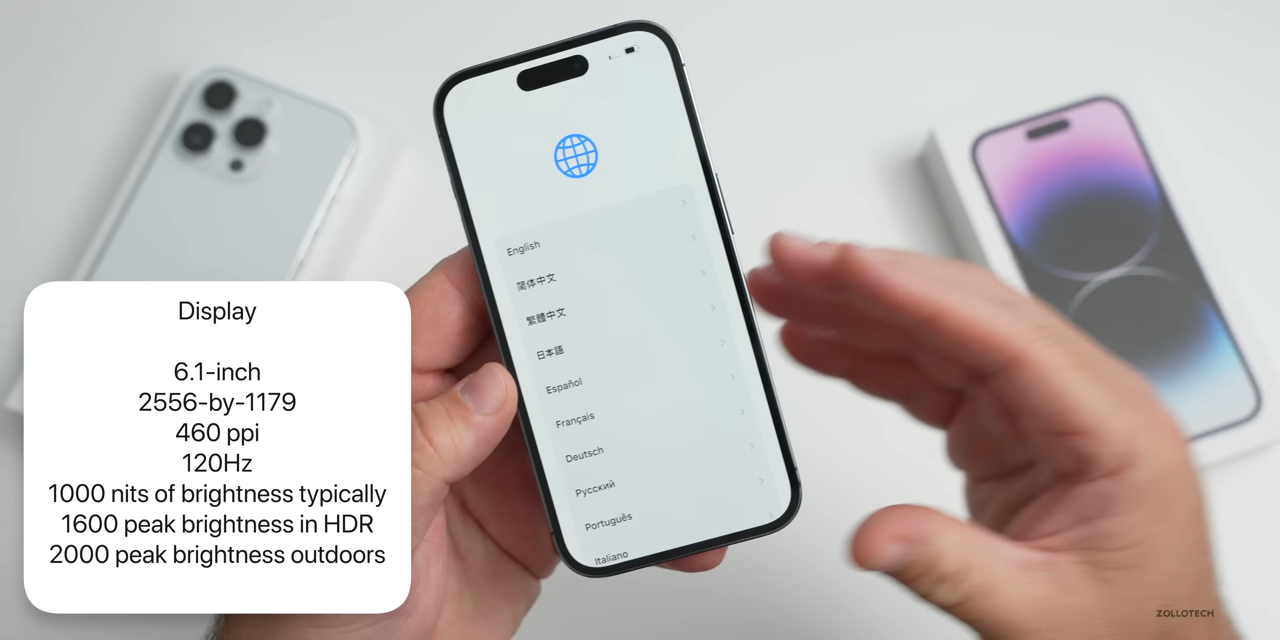 Display
6.1-inch
2556-by-1179
460 ppi
120Hz
1000 nits of brightness typically
1600 peak brightness in HDR
2000 peak brightness outdoors
English
简体中文
繁體中文
日本語
Español
Français
Deutsch
Русский
Português
Italiano
ZOLLOTECH